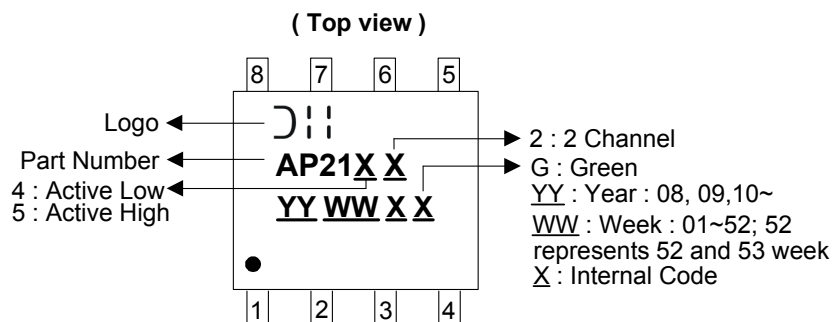 ( Top view )
8 7 6 5
Logo
Part Number
4 : Active Low
5 : Active High
AP21X X
YY WW X X
2 : 2 Channel
G : Green
YY : Year : 08, 09,10~
WW : Week : 01~52; 52
represents 52 and 53 week
X : Internal Code
1 2 3 4